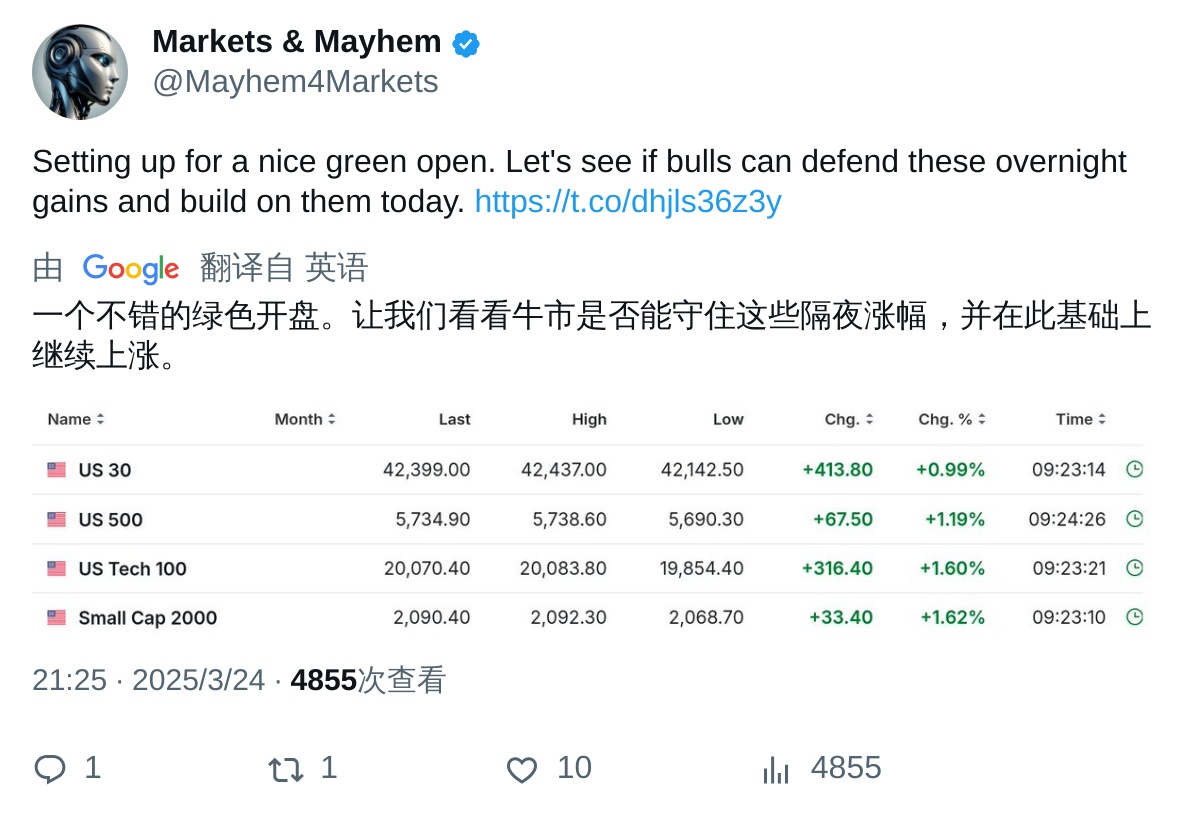 Markets & Mayhem
@Mayhem4Markets
Setting up for a nice green open. Let's see if bulls can defend these overnight
gains and build on them today. https://t.co/dhjls36z3y
由 Google 翻译自 英语
一个不错的绿色开盘。让我们看看牛市是否能守住这些隔夜涨幅，并在此基础上
继续上涨。
Name Month Last High Low Chg. Chg. % Time
US 30 42,399.00 42,437.00 42,142.50 +413.80 +0.99% 09:23:14
US 500 5,734.90 5,738.60 5,690.30 +67.50 +1.19% 09:24:26
US Tech 100 20,070.40 20,083.80 19,854.40 +316.40 +1.60% 09:23:21
Small Cap 2000 2,090.40 2,092.30 2,068.70 +33.40 +1.62% 09:23:10
21:25 · 2025/3/24 · 4855次查看
1 1 10 4855